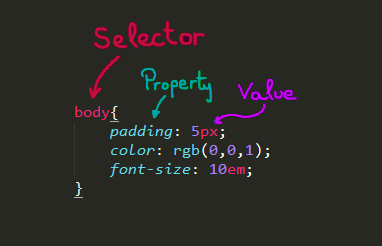 Selector
Property
Value
body{
padding: 5px;
color: rgb(0,0,1);
font-size: 10em;
}